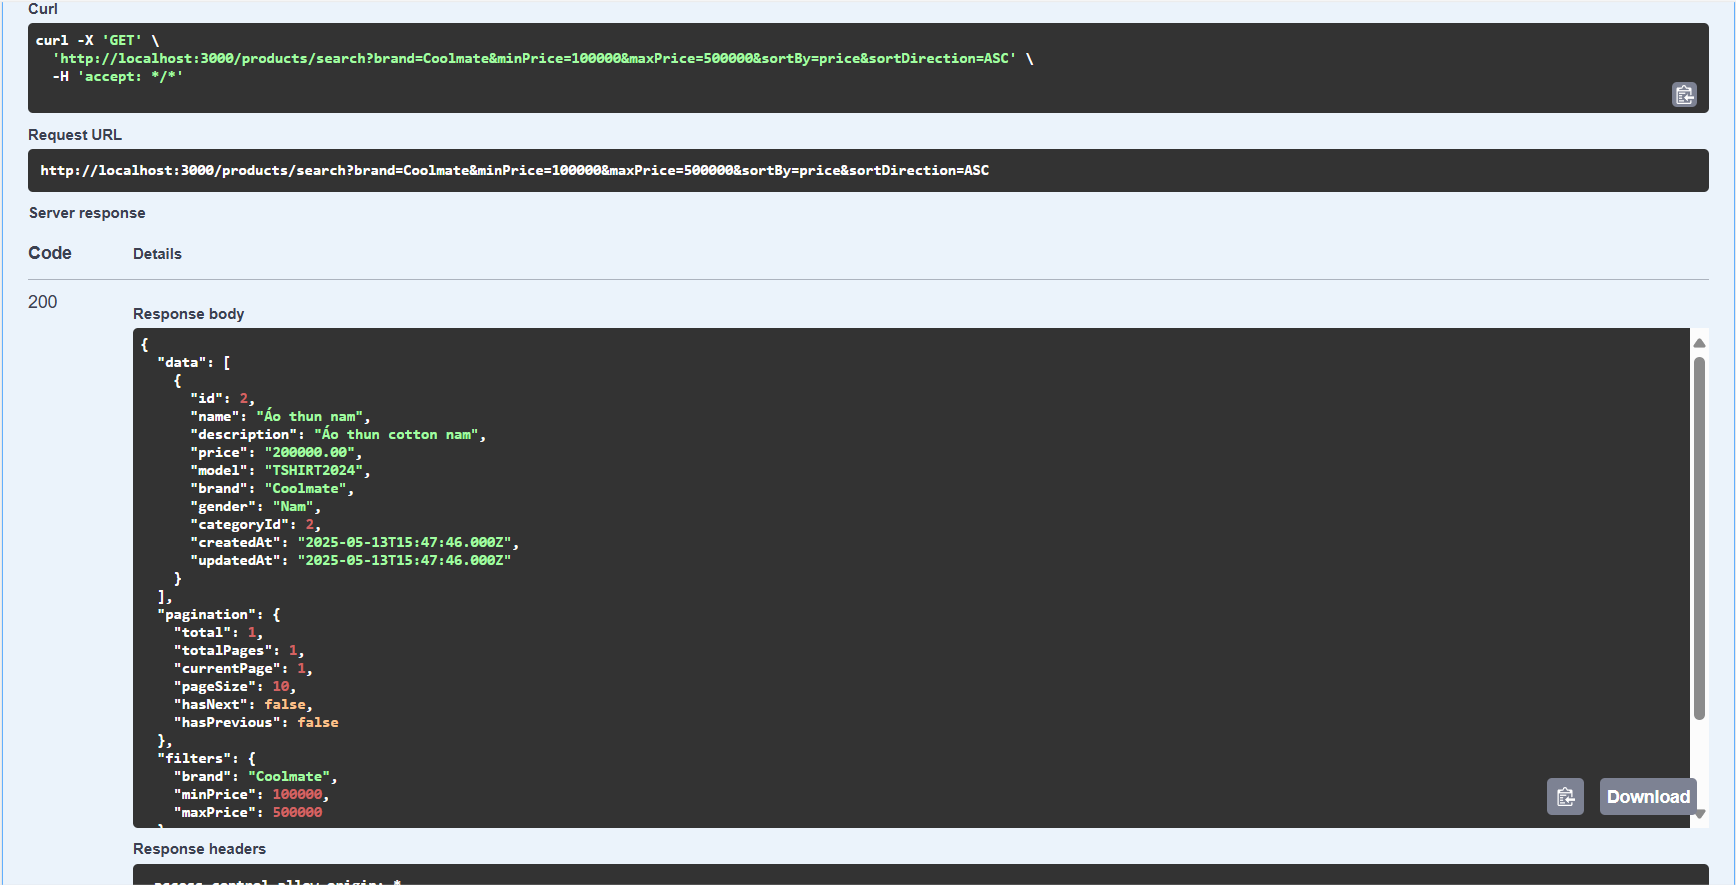 Curl
curl -X 'GET' \
  'http://localhost:3000/products/search?brand=Coolmate&minPrice=100000&maxPrice=500000&sortBy=price&sortDirection=ASC' \
  -H 'accept: */*'
Request URL
http://localhost:3000/products/search?brand=Coolmate&minPrice=100000&maxPrice=500000&sortBy=price&sortDirection=ASC
Server response
Code Details
200
Response body
{
  "data": [
    {
      "id": 2,
      "name": "Áo thun nam",
      "description": "Áo thun cotton nam",
      "price": "200000.00",
      "model": "TSHIRT2024",
      "brand": "Coolmate",
      "gender": "Nam",
      "categoryId": 2,
      "createdAt": "2025-05-13T15:47:46.000Z",
      "updatedAt": "2025-05-13T15:47:46.000Z"
    }
  ],
  "pagination": {
    "total": 1,
    "totalPages": 1,
    "currentPage": 1,
    "pageSize": 10,
    "hasNext": false,
    "hasPrevious": false
  },
  "filters": {
    "brand": "Coolmate",
    "minPrice": 100000,
    "maxPrice": 500000
Download
Response headers
access-control-allow-origin: *